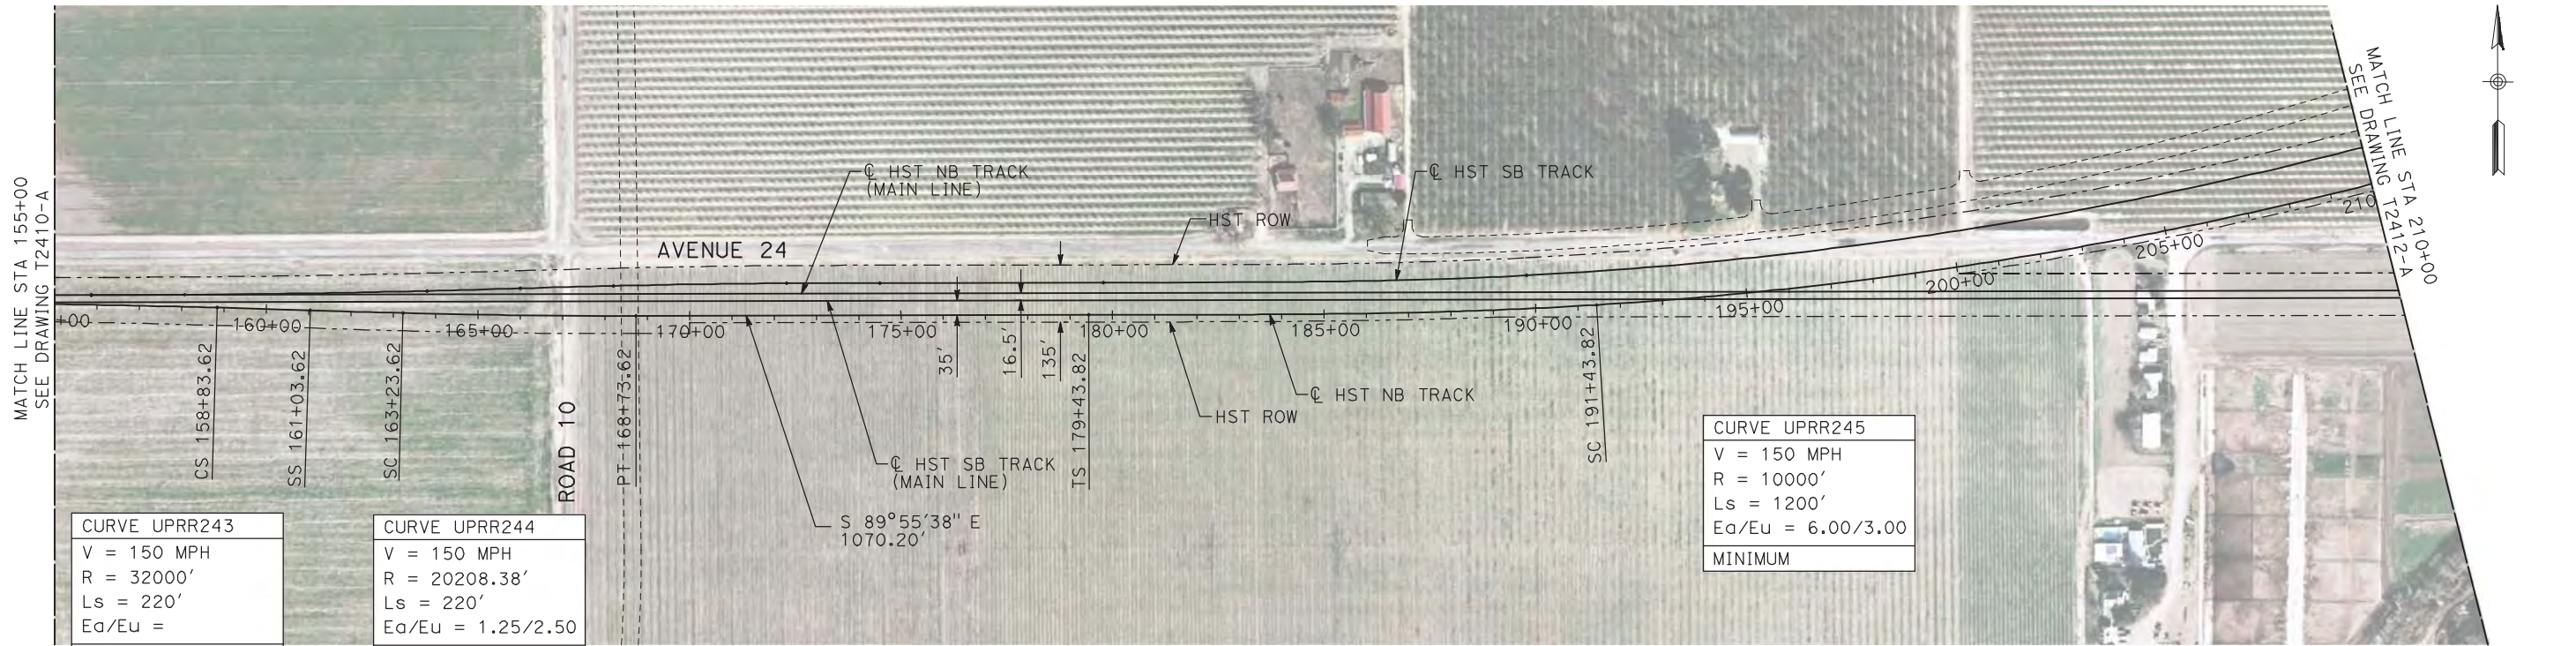 MATCH LINE STA 155+00
SEE DRAWING T2410-A
MATCH LINE STA 210+00
SEE DRAWING T2412-A
℄ HST NB TRACK
(MAIN LINE)
℄ HST SB TRACK
HST ROW
AVENUE 24
+00
160+00
165+00
170+00
175+00
180+00
185+00
190+00
195+00
200+00
205+00
210
CS 158+83.62
SS 161+03.62
SC 163+23.62
ROAD 10
PT 168+73.62
35'
16.5'
135'
TS 179+43.82
SC 191+43.82
℄ HST NB TRACK
HST ROW
℄ HST SB TRACK
(MAIN LINE)
S 89°55'38" E
1070.20'
CURVE UPRR243
V = 150 MPH
R = 32000'
Ls = 220'
Ea/Eu =
CURVE UPRR244
V = 150 MPH
R = 20208.38'
Ls = 220'
Ea/Eu = 1.25/2.50
CURVE UPRR245
V = 150 MPH
R = 10000'
Ls = 1200'
Ea/Eu = 6.00/3.00
MINIMUM